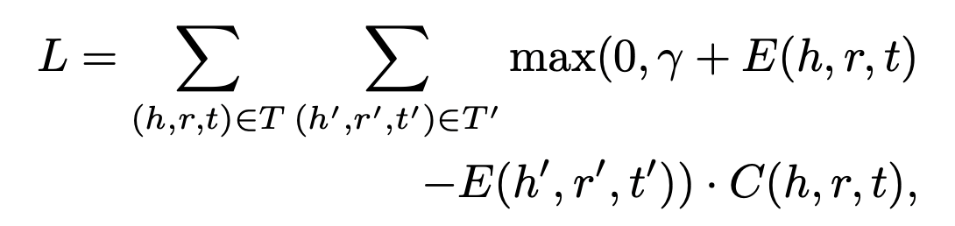 L = ∑ ∑ max(0, γ + E(h, r, t)
(h,r,t)∈T (h′,r′,t′)∈T′
−E(h′, r′, t′)) · C(h, r, t),